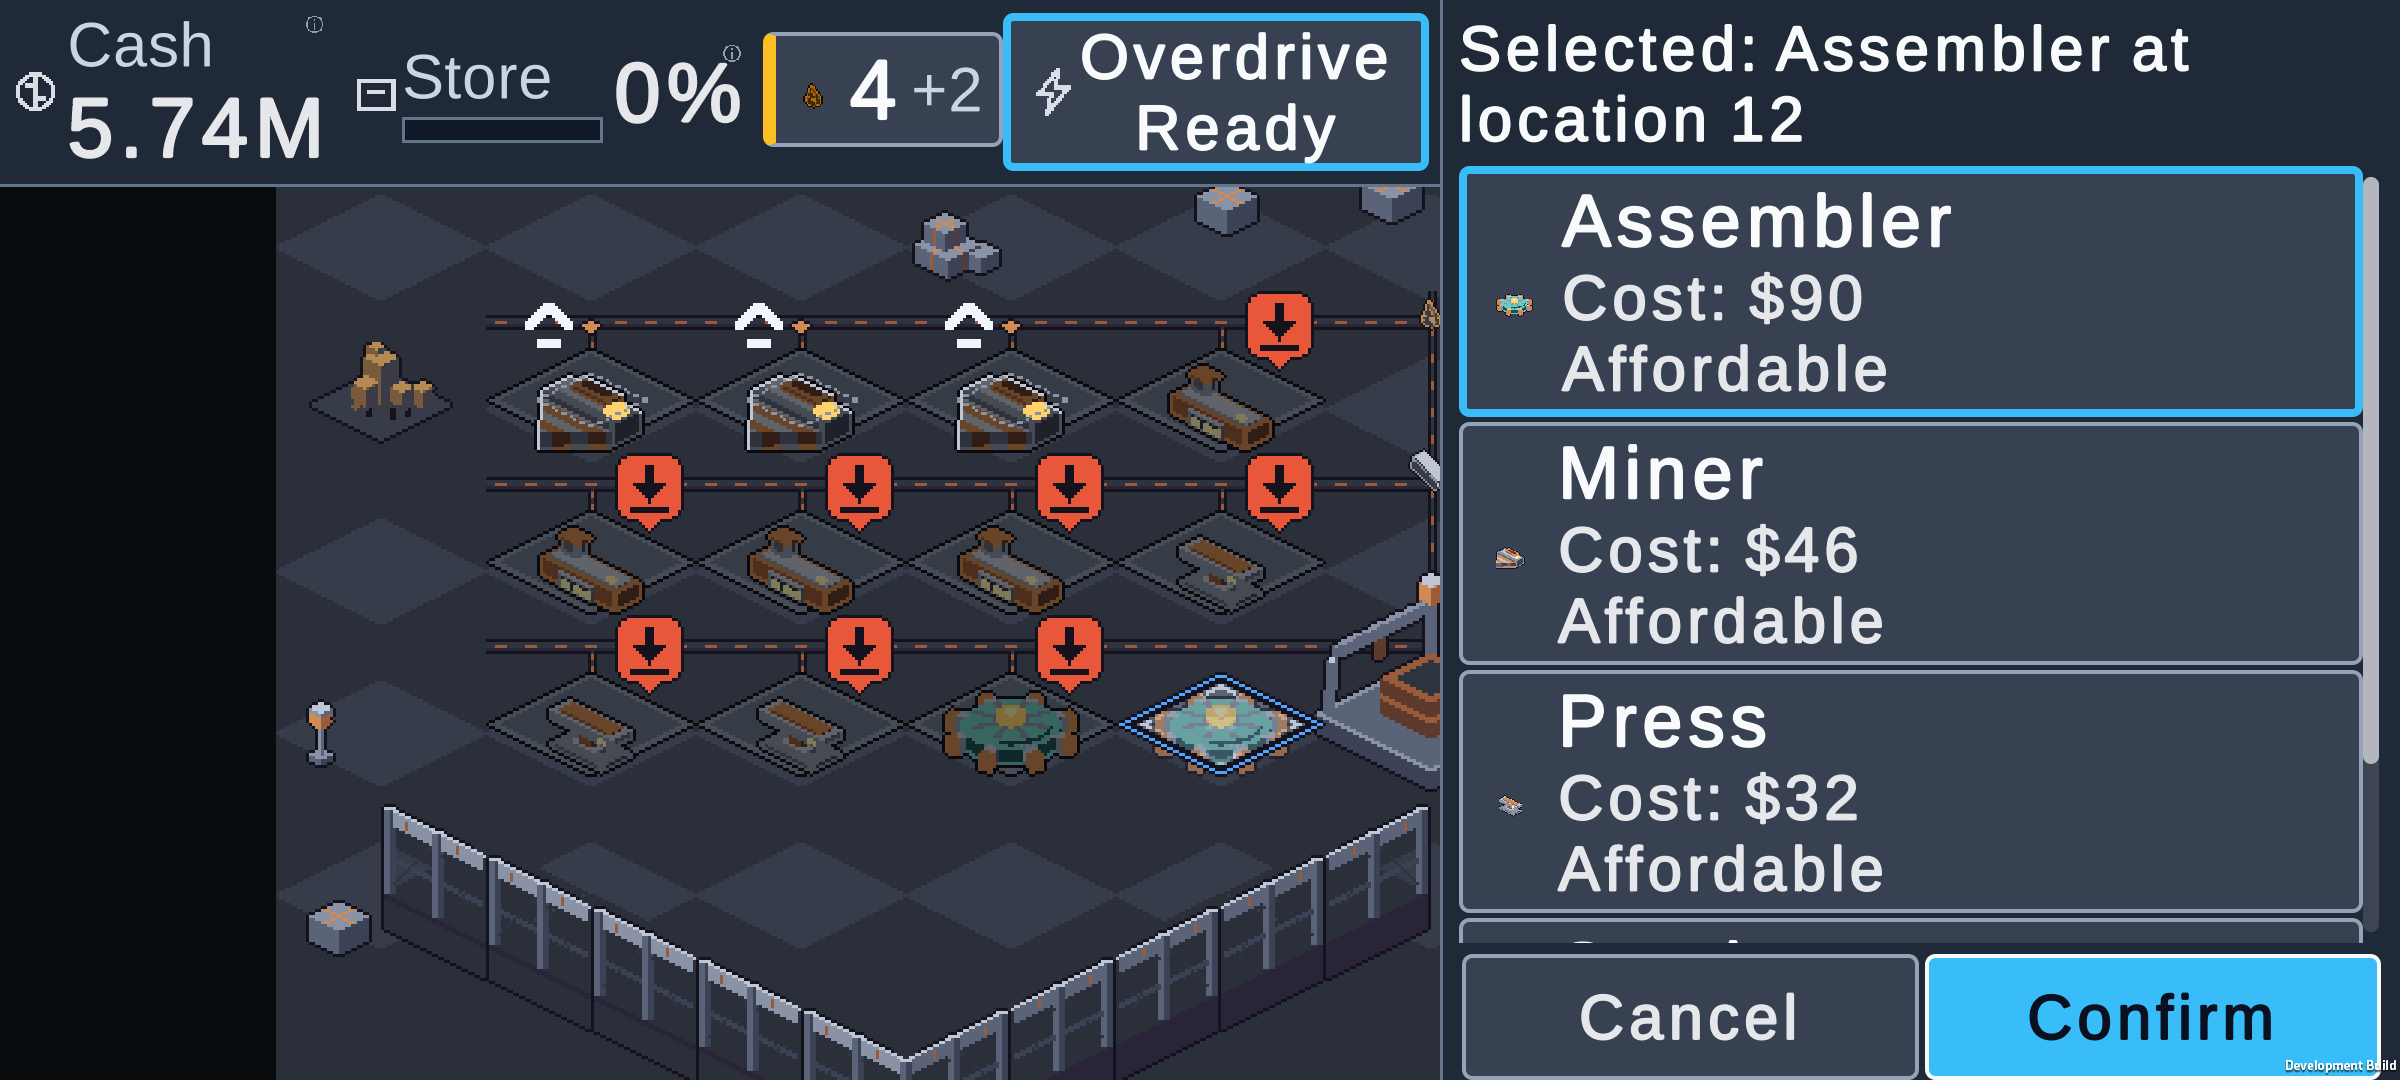 Cash
5.74M
Store
0%
4 +2
Overdrive
Ready
Selected: Assembler at
location 12
Assembler
Cost: $90
Affordable
Miner
Cost: $46
Affordable
Press
Cost: $32
Affordable
Cancel
Confirm
Development Build